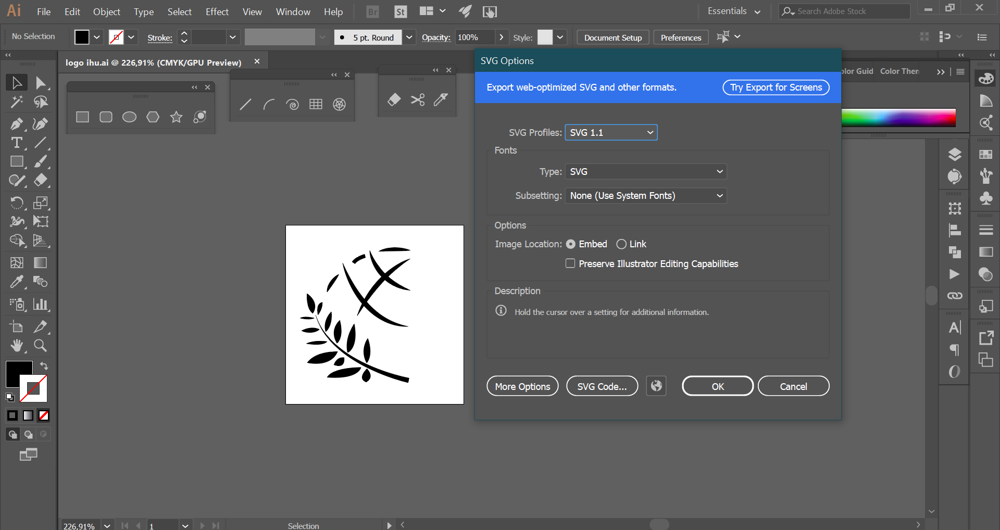 Ai File Edit Object Type Select Effect View Window Help Br St Essentials Search Adobe Stock
No Selection Stroke: 5 pt. Round Opacity: 100% Style: Document Setup Preferences
logo ihu.ai @ 226,91% (CMYK/GPU Preview)
SVG Options
Color Ther
Export web-optimized SVG and other formats. Try Export for Screens
SVG Profiles: SVG 1.1
Fonts
Type: SVG
Subsetting: None (Use System Fonts)
Options
Image Location: Embed Link
Preserve Illustrator Editing Capabilities
Description
Hold the cursor over a setting for additional information.
More Options SVG Code... OK Cancel
226,91% 1 Selection